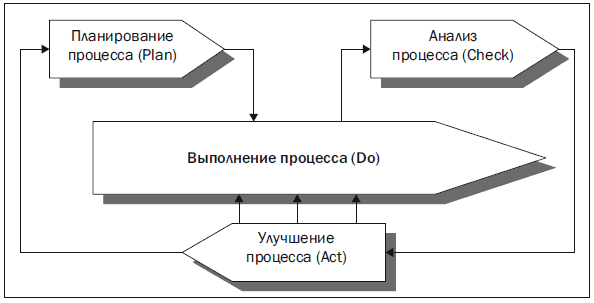 Планирование
процесса (Plan)
Анализ
процесса (Check)
Выполнение процесса (Do)
Улучшение
процесса (Act)